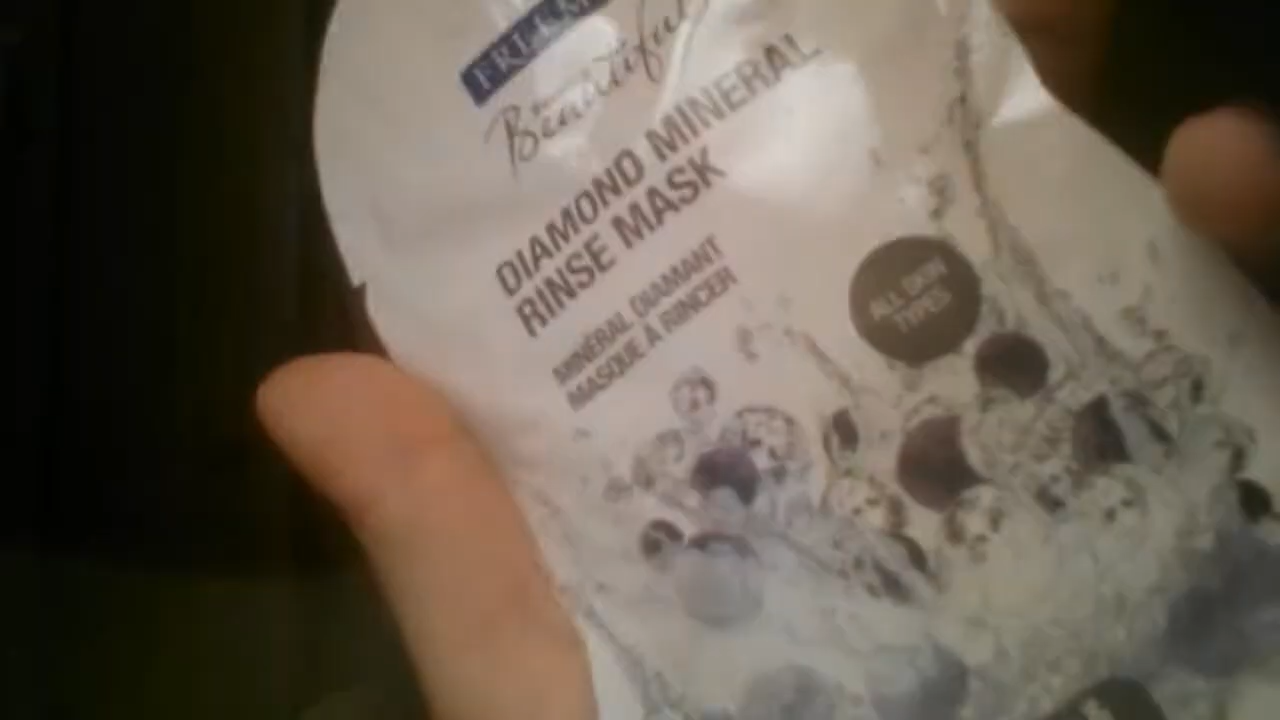 Beautiful
DIAMOND MINERAL
RINSE MASK
MINÉRAL DIAMANT
MASQUE À RINCER
ALL SKIN
TYPES